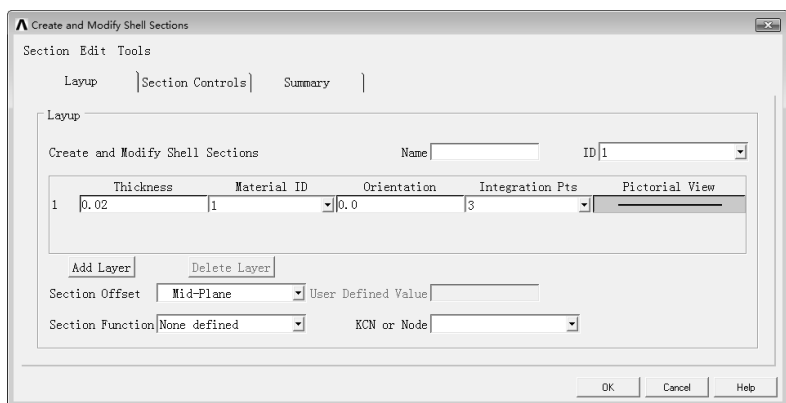 Create and Modify Shell Sections
Section Edit Tools
Layup Section Controls Summary
Layup
Create and Modify Shell Sections Name ID 1
Thickness Material ID Orientation Integration Pts Pictorial View
1 0.02 1 0.0 3
Add Layer Delete Layer
Section Offset Mid-Plane User Defined Value
Section Function None defined KCN or Node
OK Cancel Help